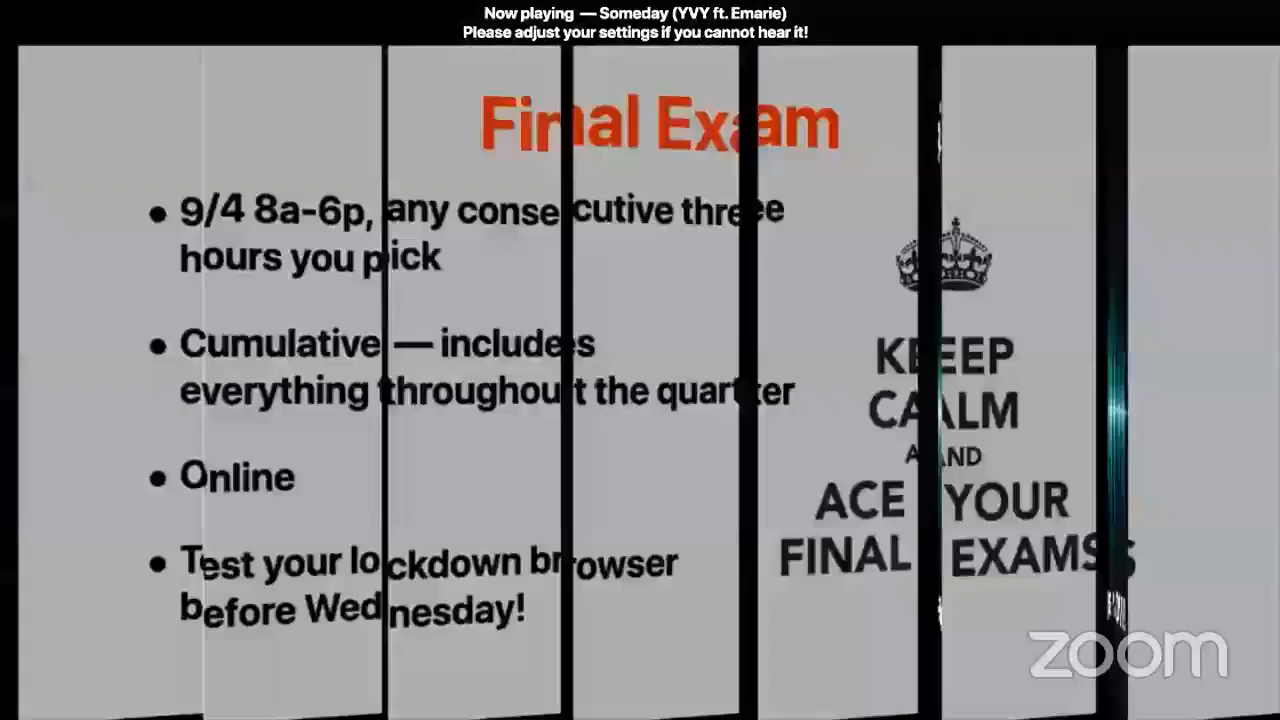 Now playing — Someday (YVY ft. Emarie)
Please adjust your settings if you cannot hear it!
Final Exam
• 9/4 8a-6p, any consecutive three
hours you pick
• Cumulative — includes
everything throughout the quarter
• Online
• Test your lockdown browser
before Wednesday!
KEEP
CALM
AND
ACE YOUR
FINAL EXAMS
zoom